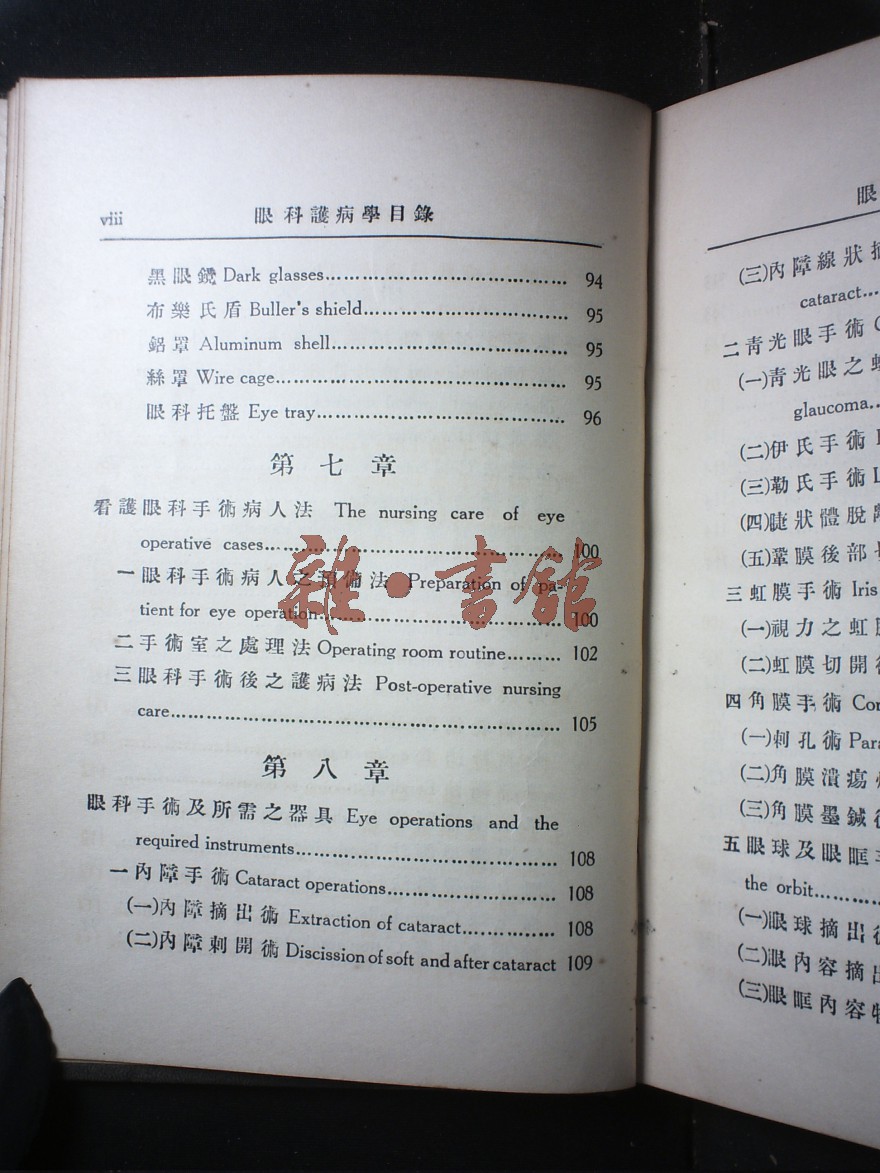 viii 眼科護病學目錄
黑眼鏡 Dark glasses........................................ 94
布樂氏盾 Buller's shield.................................... 95
鋁罩 Aluminum shell........................................ 95
絲罩 Wire cage............................................. 95
眼科托盤 Eye tray.......................................... 96
第七章
看護眼科手術病人法 The nursing care of eye
operative cases............................................ 100
一眼科手術病人之預備法 Preparation of pa-
tient for eye operation.................................... 100
二手術室之處理法 Operating room routine......... 102
三眼科手術後之護病法 Post-operative nursing
care....................................................... 105
第八章
眼科手術及所需之器具 Eye operations and the
required instruments....................................... 108
一內障手術 Cataract operations............................. 108
(一)內障摘出術 Extraction of cataract................ 108
(二)內障刺開術 Discission of soft and after cataract 109
雜·書館
眼
(三)內障線狀摘
cataract...
二青光眼手術
(一)青光眼之
glaucoma...
(二)伊氏手術
(三)勒氏手術
(四)睫狀體脫
(五)鞏膜後部
三虹膜手術 Iris
(一)視力之虹
(二)虹膜切開
四角膜手術 Cor
(一)刺孔術 Para
(二)角膜潰瘍
(三)角膜墨鍼
五眼球及眼眶
the orbit...........
(一)眼球摘出
(二)眼內容摘出
(三)眼眶內容